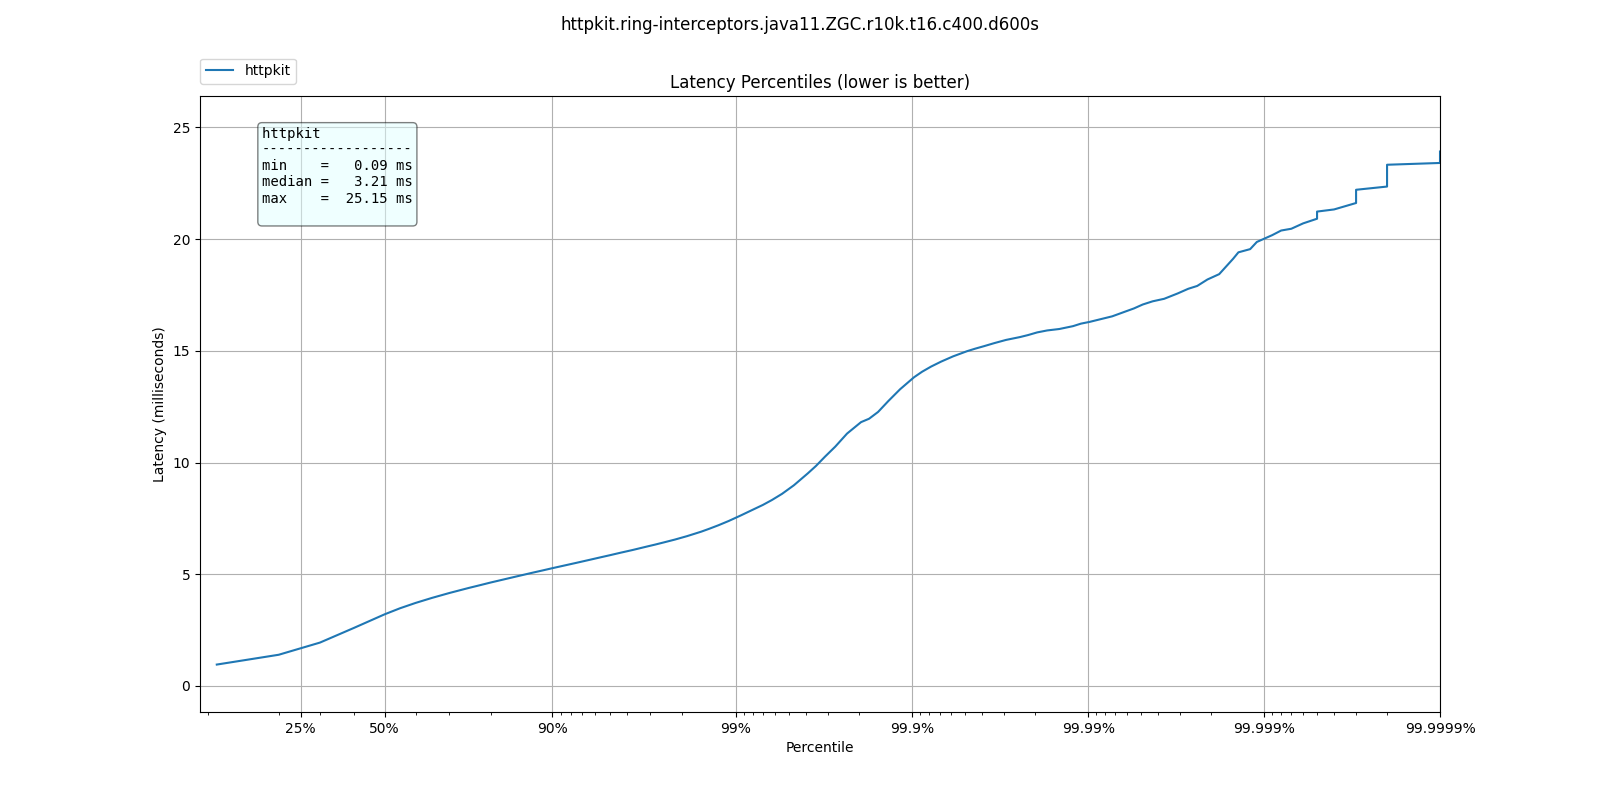 httpkit.ring-interceptors.java11.ZGC.r10k.t16.c400.d600s
httpkit
Latency Percentiles (lower is better)
httpkit
------------------
min    =   0.09 ms
median =   3.21 ms
max    =  25.15 ms
25
20
15
10
5
0
Latency (milliseconds)
25% 50% 90% 99% 99.9% 99.99% 99.999% 99.9999%
Percentile